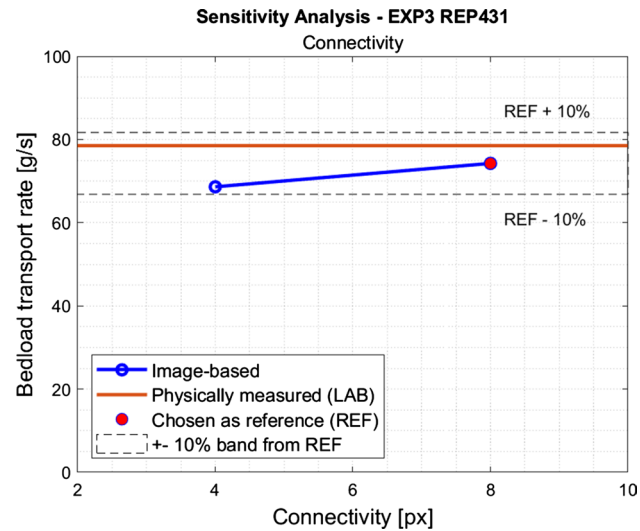 Sensitivity Analysis - EXP3 REP431
Connectivity
100
80
60
40
20
0
Bedload transport rate [g/s]
REF + 10%
REF - 10%
Image-based
Physically measured (LAB)
Chosen as reference (REF)
+- 10% band from REF
2
4
6
8
10
Connectivity [px]